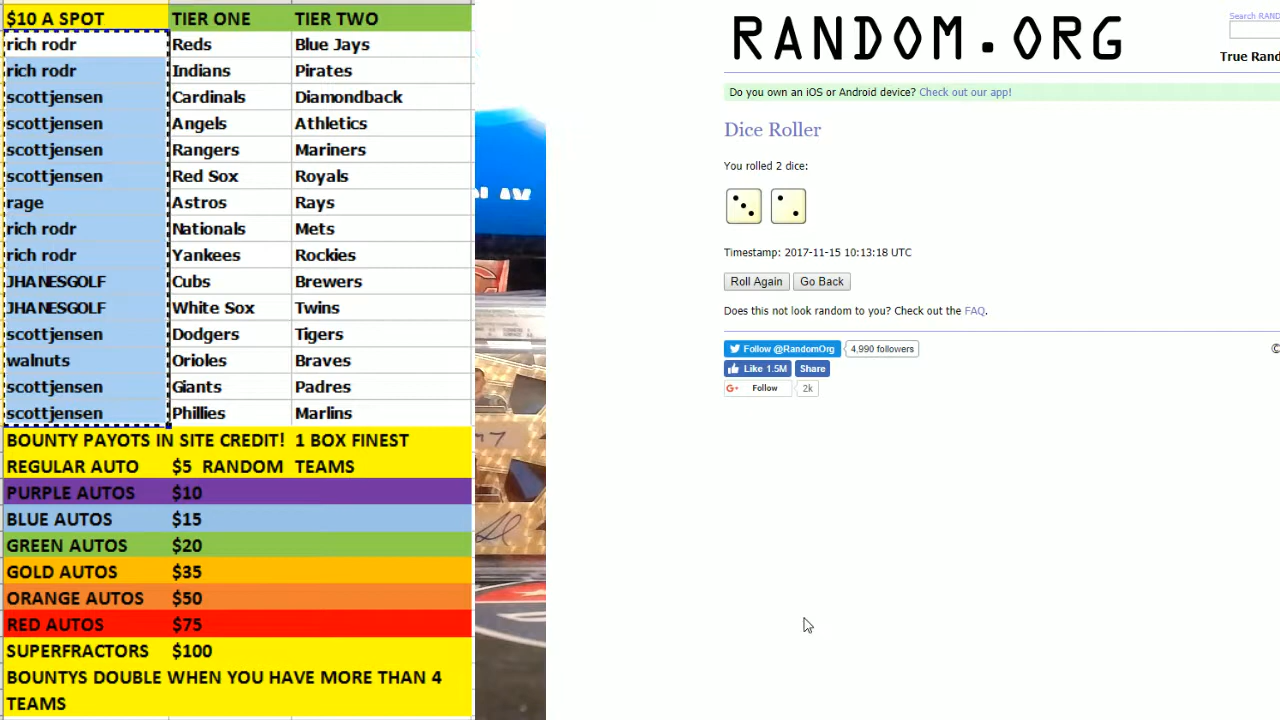 $10 A SPOT TIER ONE TIER TWO
rich rodr Reds Blue Jays
rich rodr Indians Pirates
scottjensen Cardinals Diamondback
scottjensen Angels Athletics
scottjensen Rangers Mariners
scottjensen Red Sox Royals
rage Astros Rays
rich rodr Nationals Mets
rich rodr Yankees Rockies
JHANESGOLF Cubs Brewers
JHANESGOLF White Sox Twins
scottjensen Dodgers Tigers
walnuts Orioles Braves
scottjensen Giants Padres
scottjensen Phillies Marlins
BOUNTY PAYOTS IN SITE CREDIT! 1 BOX FINEST
REGULAR AUTO $5 RANDOM TEAMS
PURPLE AUTOS $10
BLUE AUTOS $15
GREEN AUTOS $20
GOLD AUTOS $35
ORANGE AUTOS $50
RED AUTOS $75
SUPERFRACTORS $100
BOUNTYS DOUBLE WHEN YOU HAVE MORE THAN 4
TEAMS
RANDOM.ORG
Search RAND
True Rand
Do you own an iOS or Android device? Check out our app!
Dice Roller
You rolled 2 dice:
Timestamp: 2017-11-15 10:13:18 UTC
Roll Again Go Back
Does this not look random to you? Check out the FAQ.
Follow @RandomOrg 4,990 followers
©
Like 1.5M Share
G+ Follow 2k